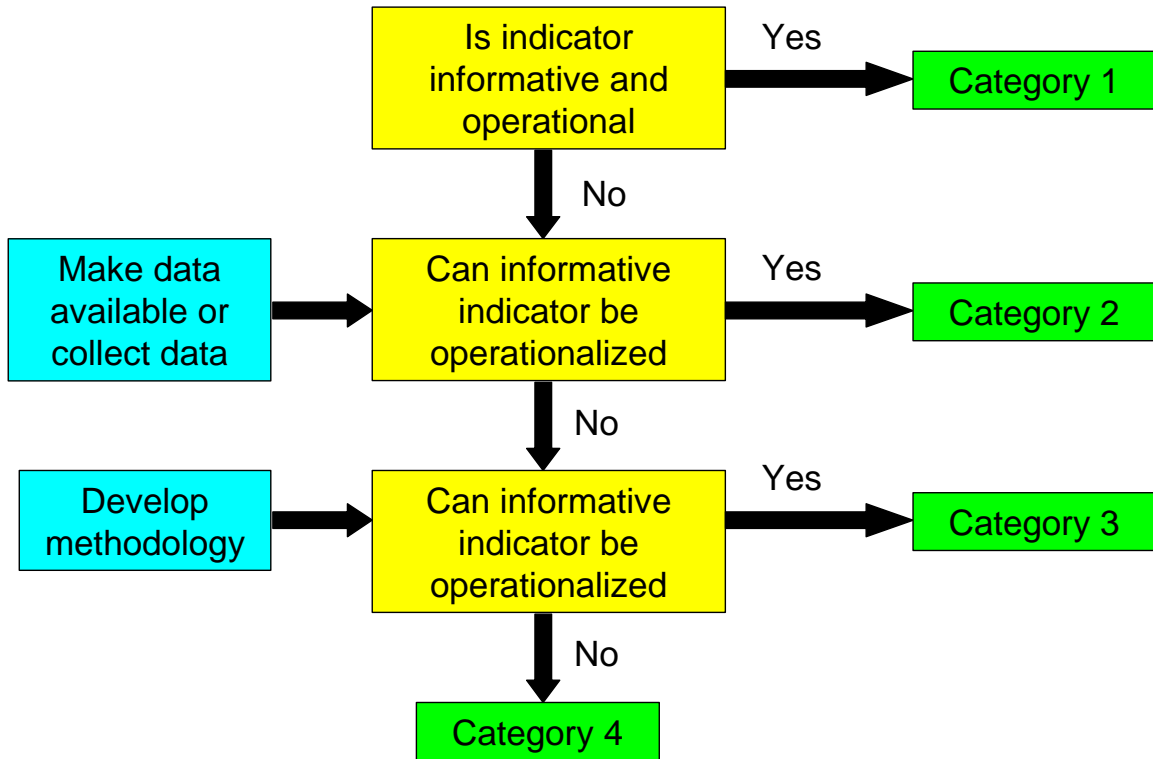 Is indicator
informative and
operational
Yes
Category 1
No
Make data
available or
collect data
Can informative
indicator be
operationalized
Yes
Category 2
No
Develop
methodology
Can informative
indicator be
operationalized
Yes
Category 3
No
Category 4